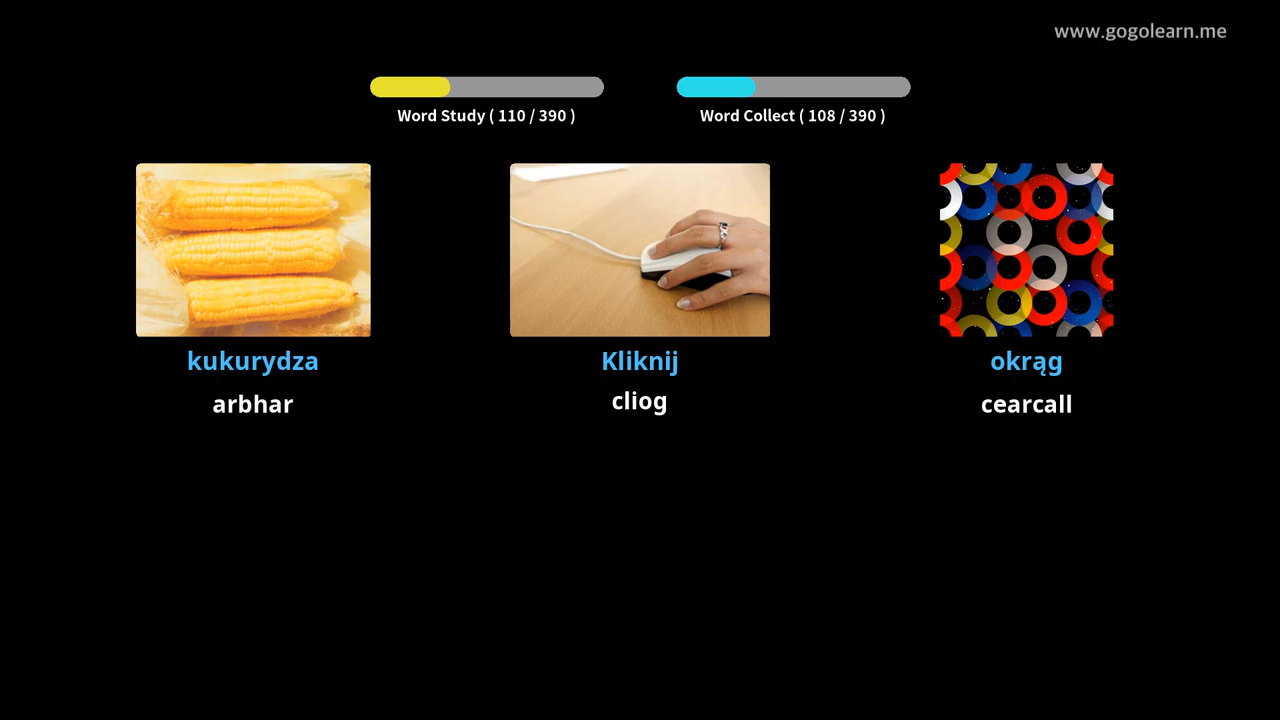 www.gogolearn.me
Word Study ( 110 / 390 )
Word Collect ( 108 / 390 )
kukurydza
Kliknij
okrąg
arbhar
cliog
cearcall